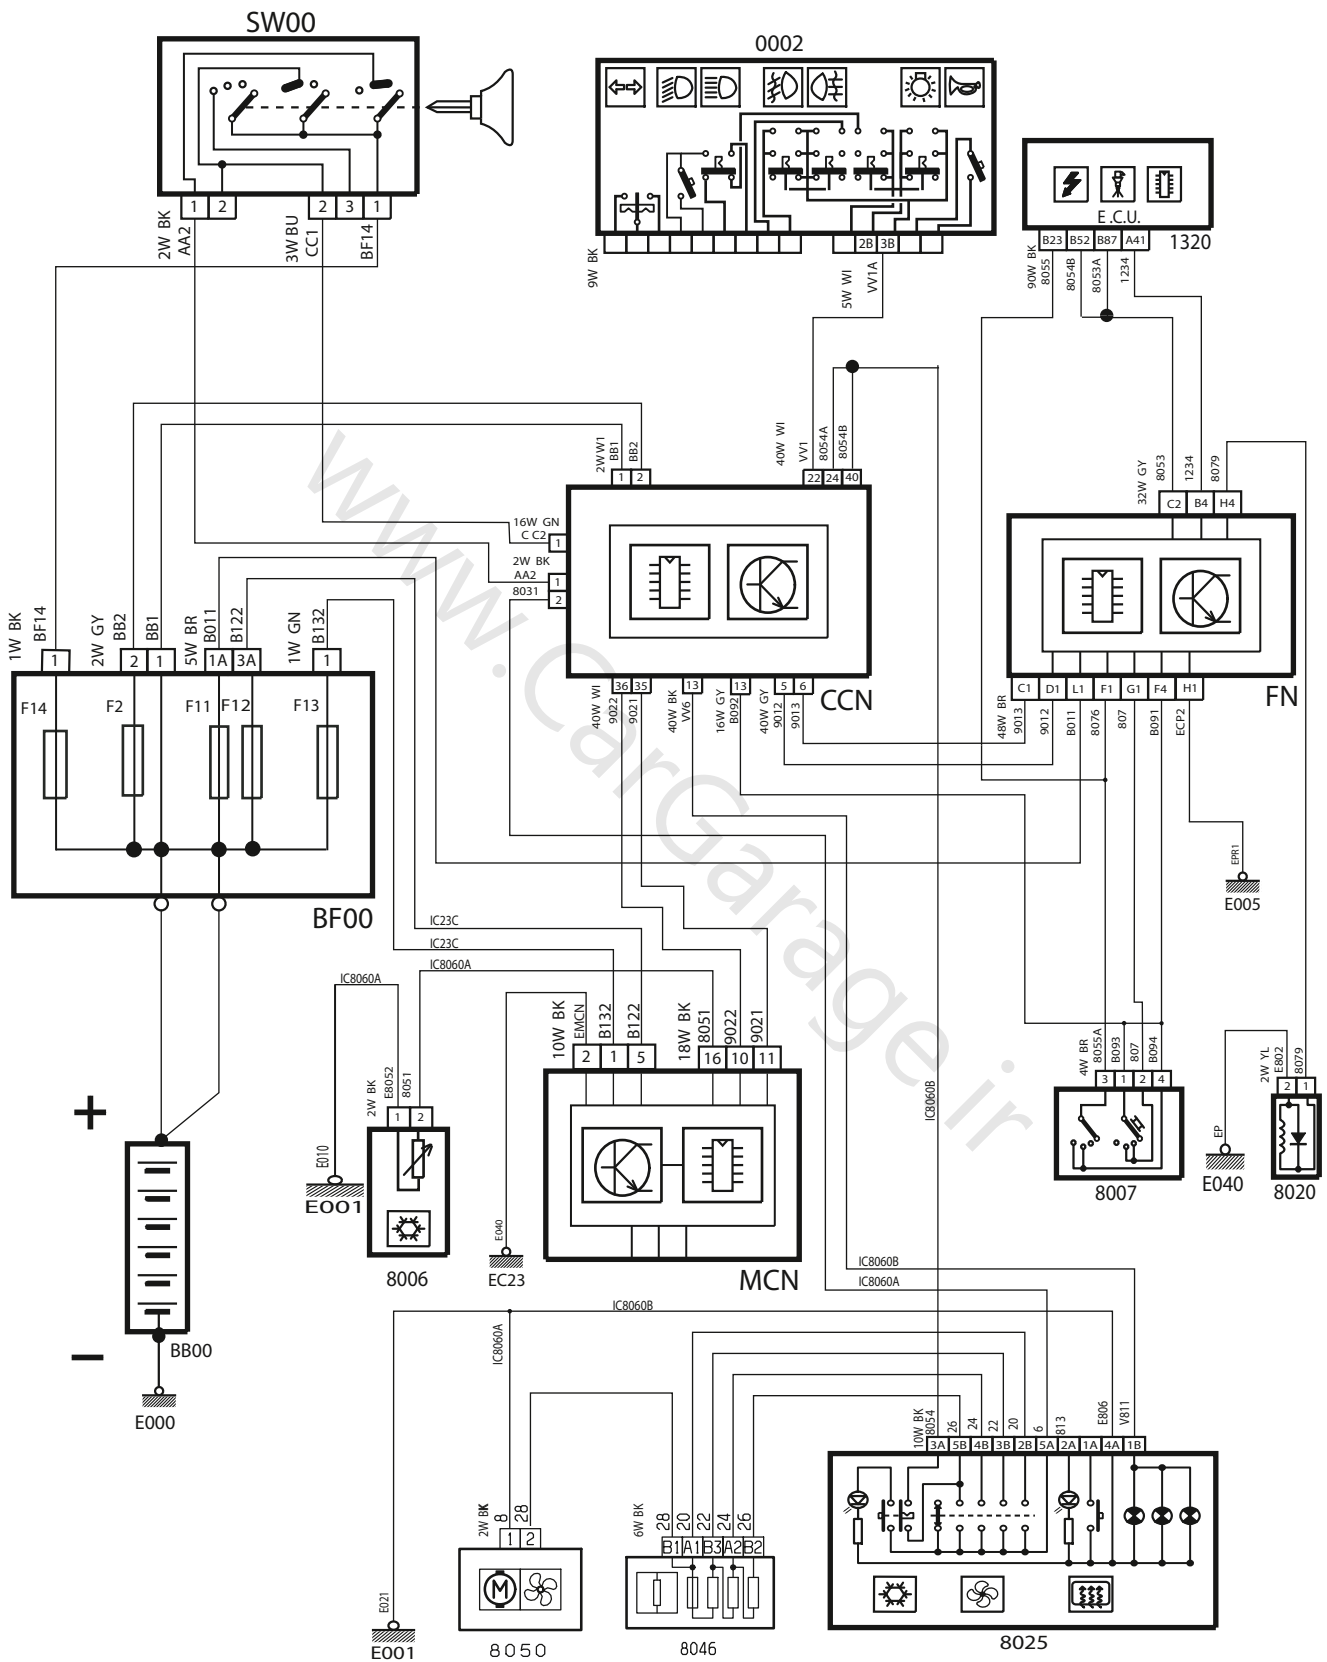 SW00
1
2
2
3
1
2W BK
AA2
3W BU
CC1
BF14
0002
2B
3B
9W BK
5W WI
VV1A
E.C.U.
1320
B23
B52
B87
A41
90W BK
8055
8054B
8053A
1234
2W W1
BB1
BB2
1
2
40W WI
VV1
8054A
8054B
22
24
40
16W GN
C C2
1
2W BK
AA2
1
8031
2
CCN
36
35
13
13
5
6
40W WI
9022
9021
40W BK
VV6
16W GY
B092
40W GY
9012
9013
32W GY
8053
1234
8079
C2
B4
H4
FN
C1
D1
L1
F1
G1
F4
H1
48W BR
9013
9012
B011
8076
807
B091
ECP2
EPR1
E005
1W BK
BF14
2W GY
BB2
BB1
5W BR
B011
B122
1W GN
B132
1
2
1
1A
3A
1
F14
F2
F11
F12
F13
BF00
IC23C
IC23C
IC8060A
IC8060A
10W BK
EMCN
B132
B122
18W BK
8051
9022
9021
2
1
5
16
10
11
MCN
2W BK
E8052
8051
1
2
8006
E010
E001
E040
EC23
+
−
BB00
E000
IC8060B
4W BR
8055A
B093
807
B094
3
1
2
4
8007
EP
E040
2W YL
E802
8079
2
1
8020
IC8060B
IC8060A
IC8060B
IC8060A
10W BK
8054
26
24
22
20
6
813
E806
V811
3A
5B
4B
3B
2B
5A
2A
1A
4A
1B
8025
2W BK
8
28
1
2
M
8050
6W BK
28
20
22
24
26
B1
A1
B3
A2
B2
8046
E021
E001
www.CarGarage.ir